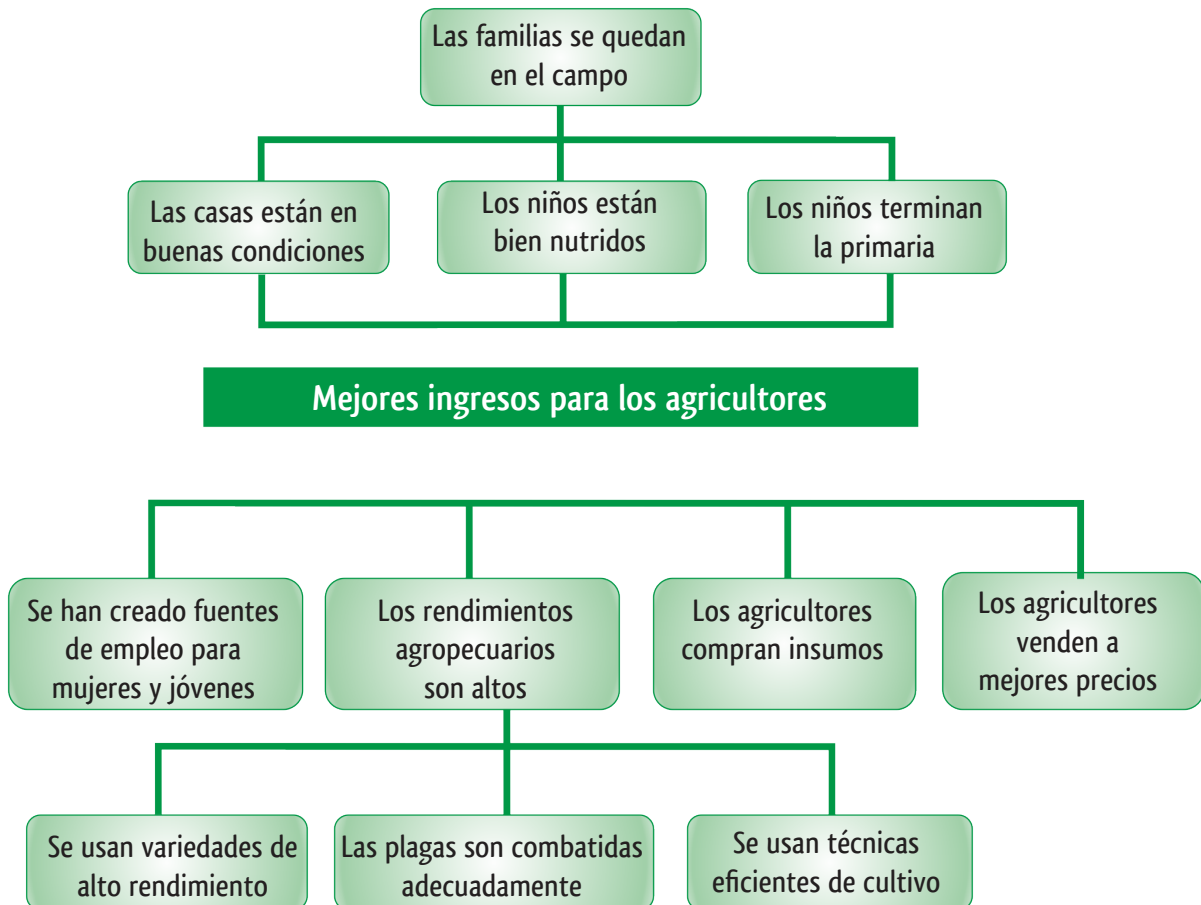 Las familias se quedan
en el campo
Las casas están en
buenas condiciones
Los niños están
bien nutridos
Los niños terminan
la primaria
Mejores ingresos para los agricultores
Se han creado fuentes
de empleo para
mujeres y jóvenes
Los rendimientos
agropecuarios
son altos
Los agricultores
compran insumos
Los agricultores
venden a
mejores precios
Se usan variedades de
alto rendimiento
Las plagas son combatidas
adecuadamente
Se usan técnicas
eficientes de cultivo